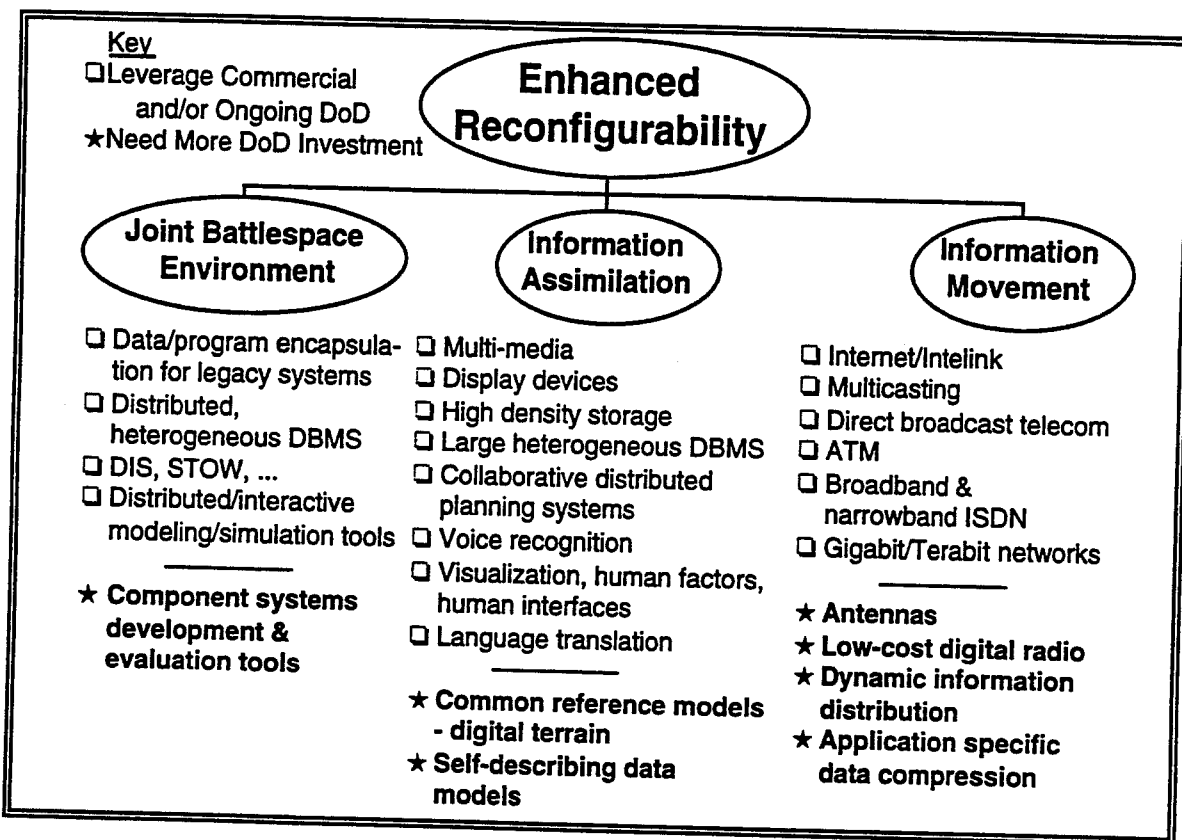 Key
❏Leverage Commercial
and/or Ongoing DoD
★Need More DoD Investment
Enhanced
Reconfigurability
Joint Battlespace
Environment
❏ Data/program encapsula-
tion for legacy systems
❏ Distributed,
heterogeneous DBMS
❏ DIS, STOW, ...
❏ Distributed/interactive
modeling/simulation tools
★ Component systems
development &
evaluation tools
Information
Assimilation
❏ Multi-media
❏ Display devices
❏ High density storage
❏ Large heterogeneous DBMS
❏ Collaborative distributed
planning systems
❏ Voice recognition
❏ Visualization, human factors,
human interfaces
❏ Language translation
★ Common reference models
- digital terrain
★ Self-describing data
models
Information
Movement
❏ Internet/Intelink
❏ Multicasting
❏ Direct broadcast telecom
❏ ATM
❏ Broadband &
narrowband ISDN
❏ Gigabit/Terabit networks
★ Antennas
★ Low-cost digital radio
★ Dynamic information
distribution
★ Application specific
data compression